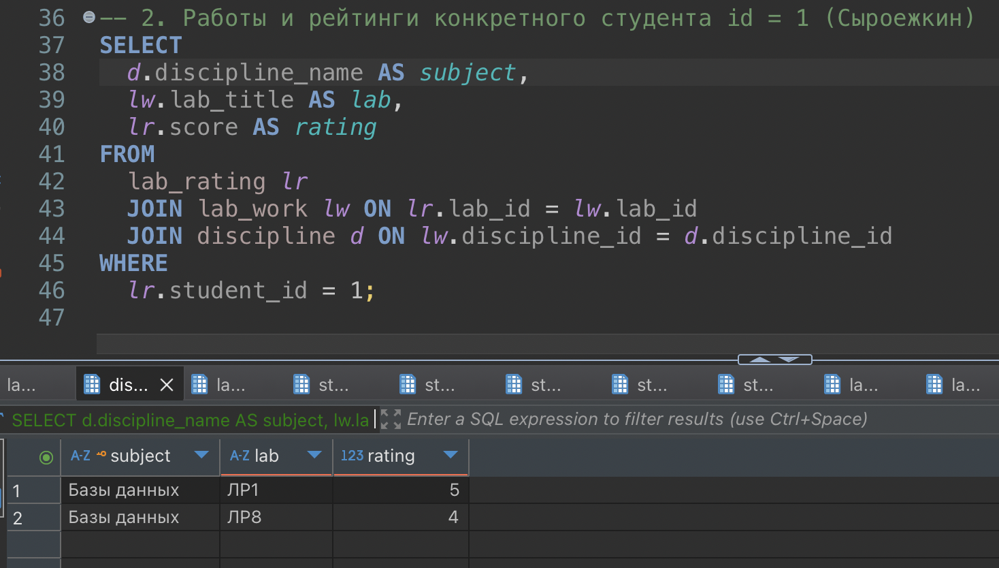 36 -- 2. Работы и рейтинги конкретного студента id = 1 (Сыроежкин)
37 SELECT
38 d.discipline_name AS subject,
39 lw.lab_title AS lab,
40 lr.score AS rating
41 FROM
42 lab_rating lr
43 JOIN lab_work lw ON lr.lab_id = lw.lab_id
44 JOIN discipline d ON lw.discipline_id = d.discipline_id
45 WHERE
46 lr.student_id = 1;
47
la... dis... la... st... st... st... st... st... la... la...
SELECT d.discipline_name AS subject, lw.la Enter a SQL expression to filter results (use Ctrl+Space)
A-Z subject A-Z lab 123 rating
1 Базы данных ЛР1 5
2 Базы данных ЛР8 4